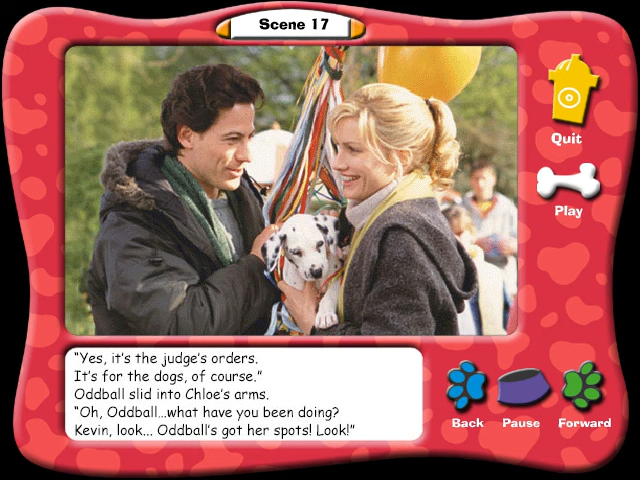 Scene 17
Quit
Play
“Yes, it’s the judge’s orders.
It’s for the dogs, of course.”
Oddball slid into Chloe’s arms.
“Oh, Oddball...what have you been doing?
Kevin, look... Oddball’s got her spots! Look!”
Back
Pause
Forward